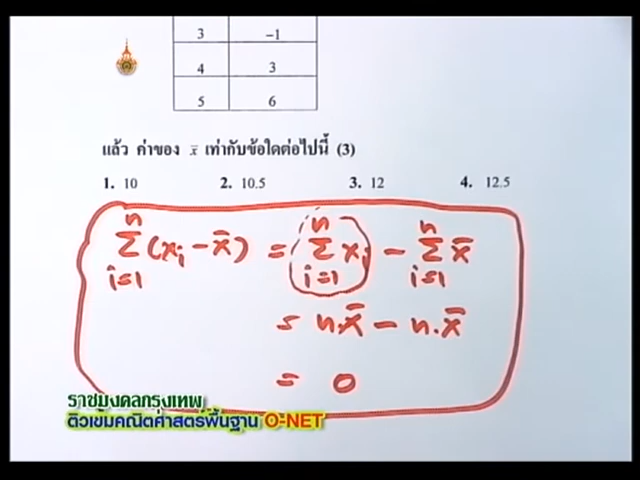 3 -1
4 3
5 6
แล้ว ค่าของ x̄ เท่ากับข้อใดต่อไปนี้ (3)
1. 10 2. 10.5 3. 12 4. 12.5
n n n
Σ(xᵢ - x̄) = Σ xᵢ - Σ x̄
i=1 i=1 i=1
= n.x̄ - n.x̄
= 0
ราชมงคลกรุงเทพ
ติวเข้มคณิตศาสตร์พื้นฐาน O-NET